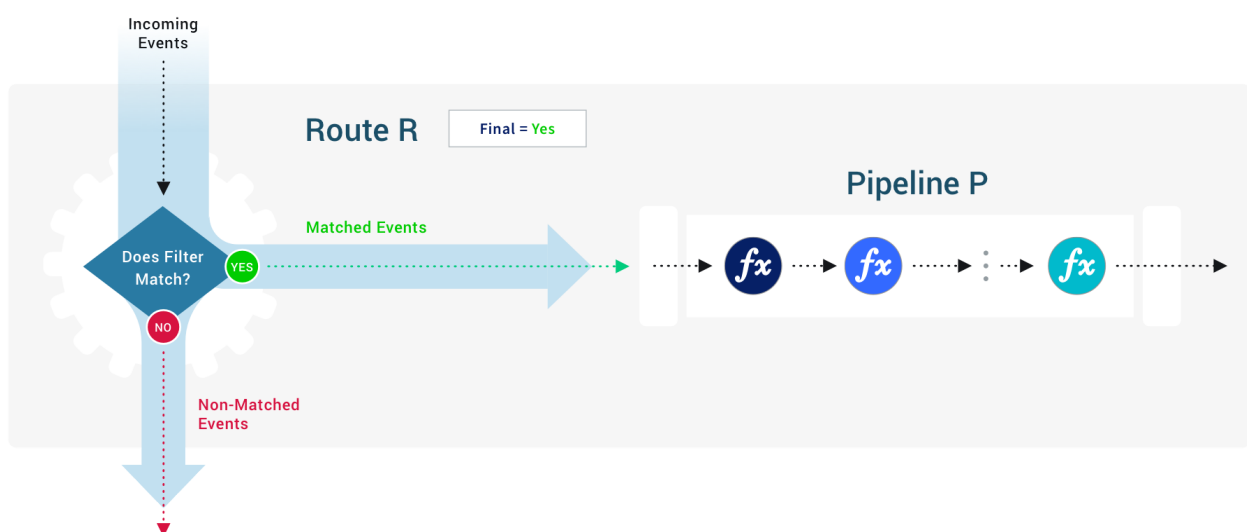 Incoming
Events
Route R
Final = Yes
Pipeline P
Matched Events
Does Filter
Match?
YES
fx
fx
fx
NO
Non-Matched
Events